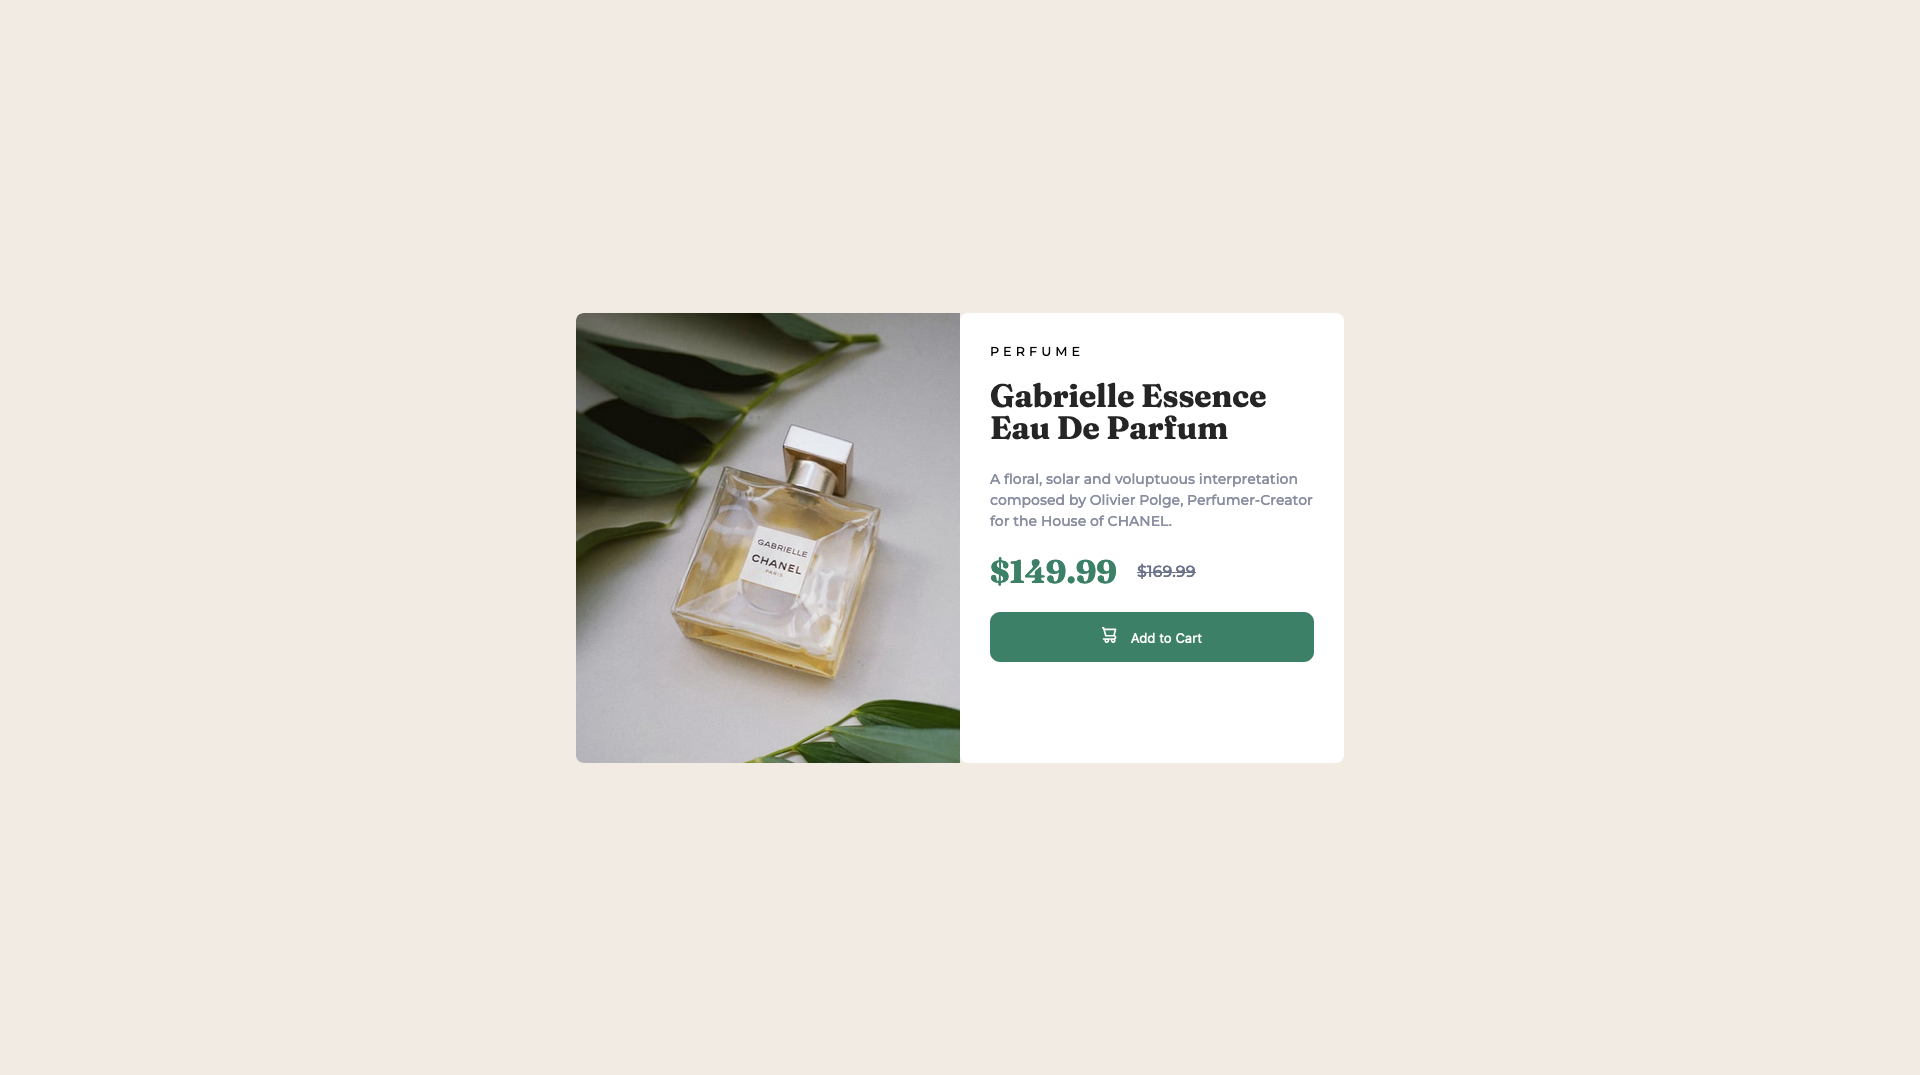 GABRIELLE
CHANEL
PARIS
PERFUME
Gabrielle Essence
Eau De Parfum
A floral, solar and voluptuous interpretation
composed by Olivier Polge, Perfumer-Creator
for the House of CHANEL.
$149.99 $169.99
Add to Cart